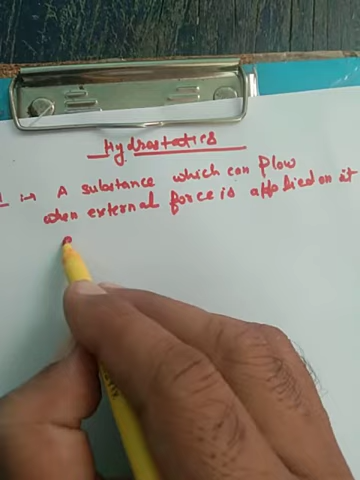 Hydrostatics
:→ A substance which can flow
when external force is applied on it